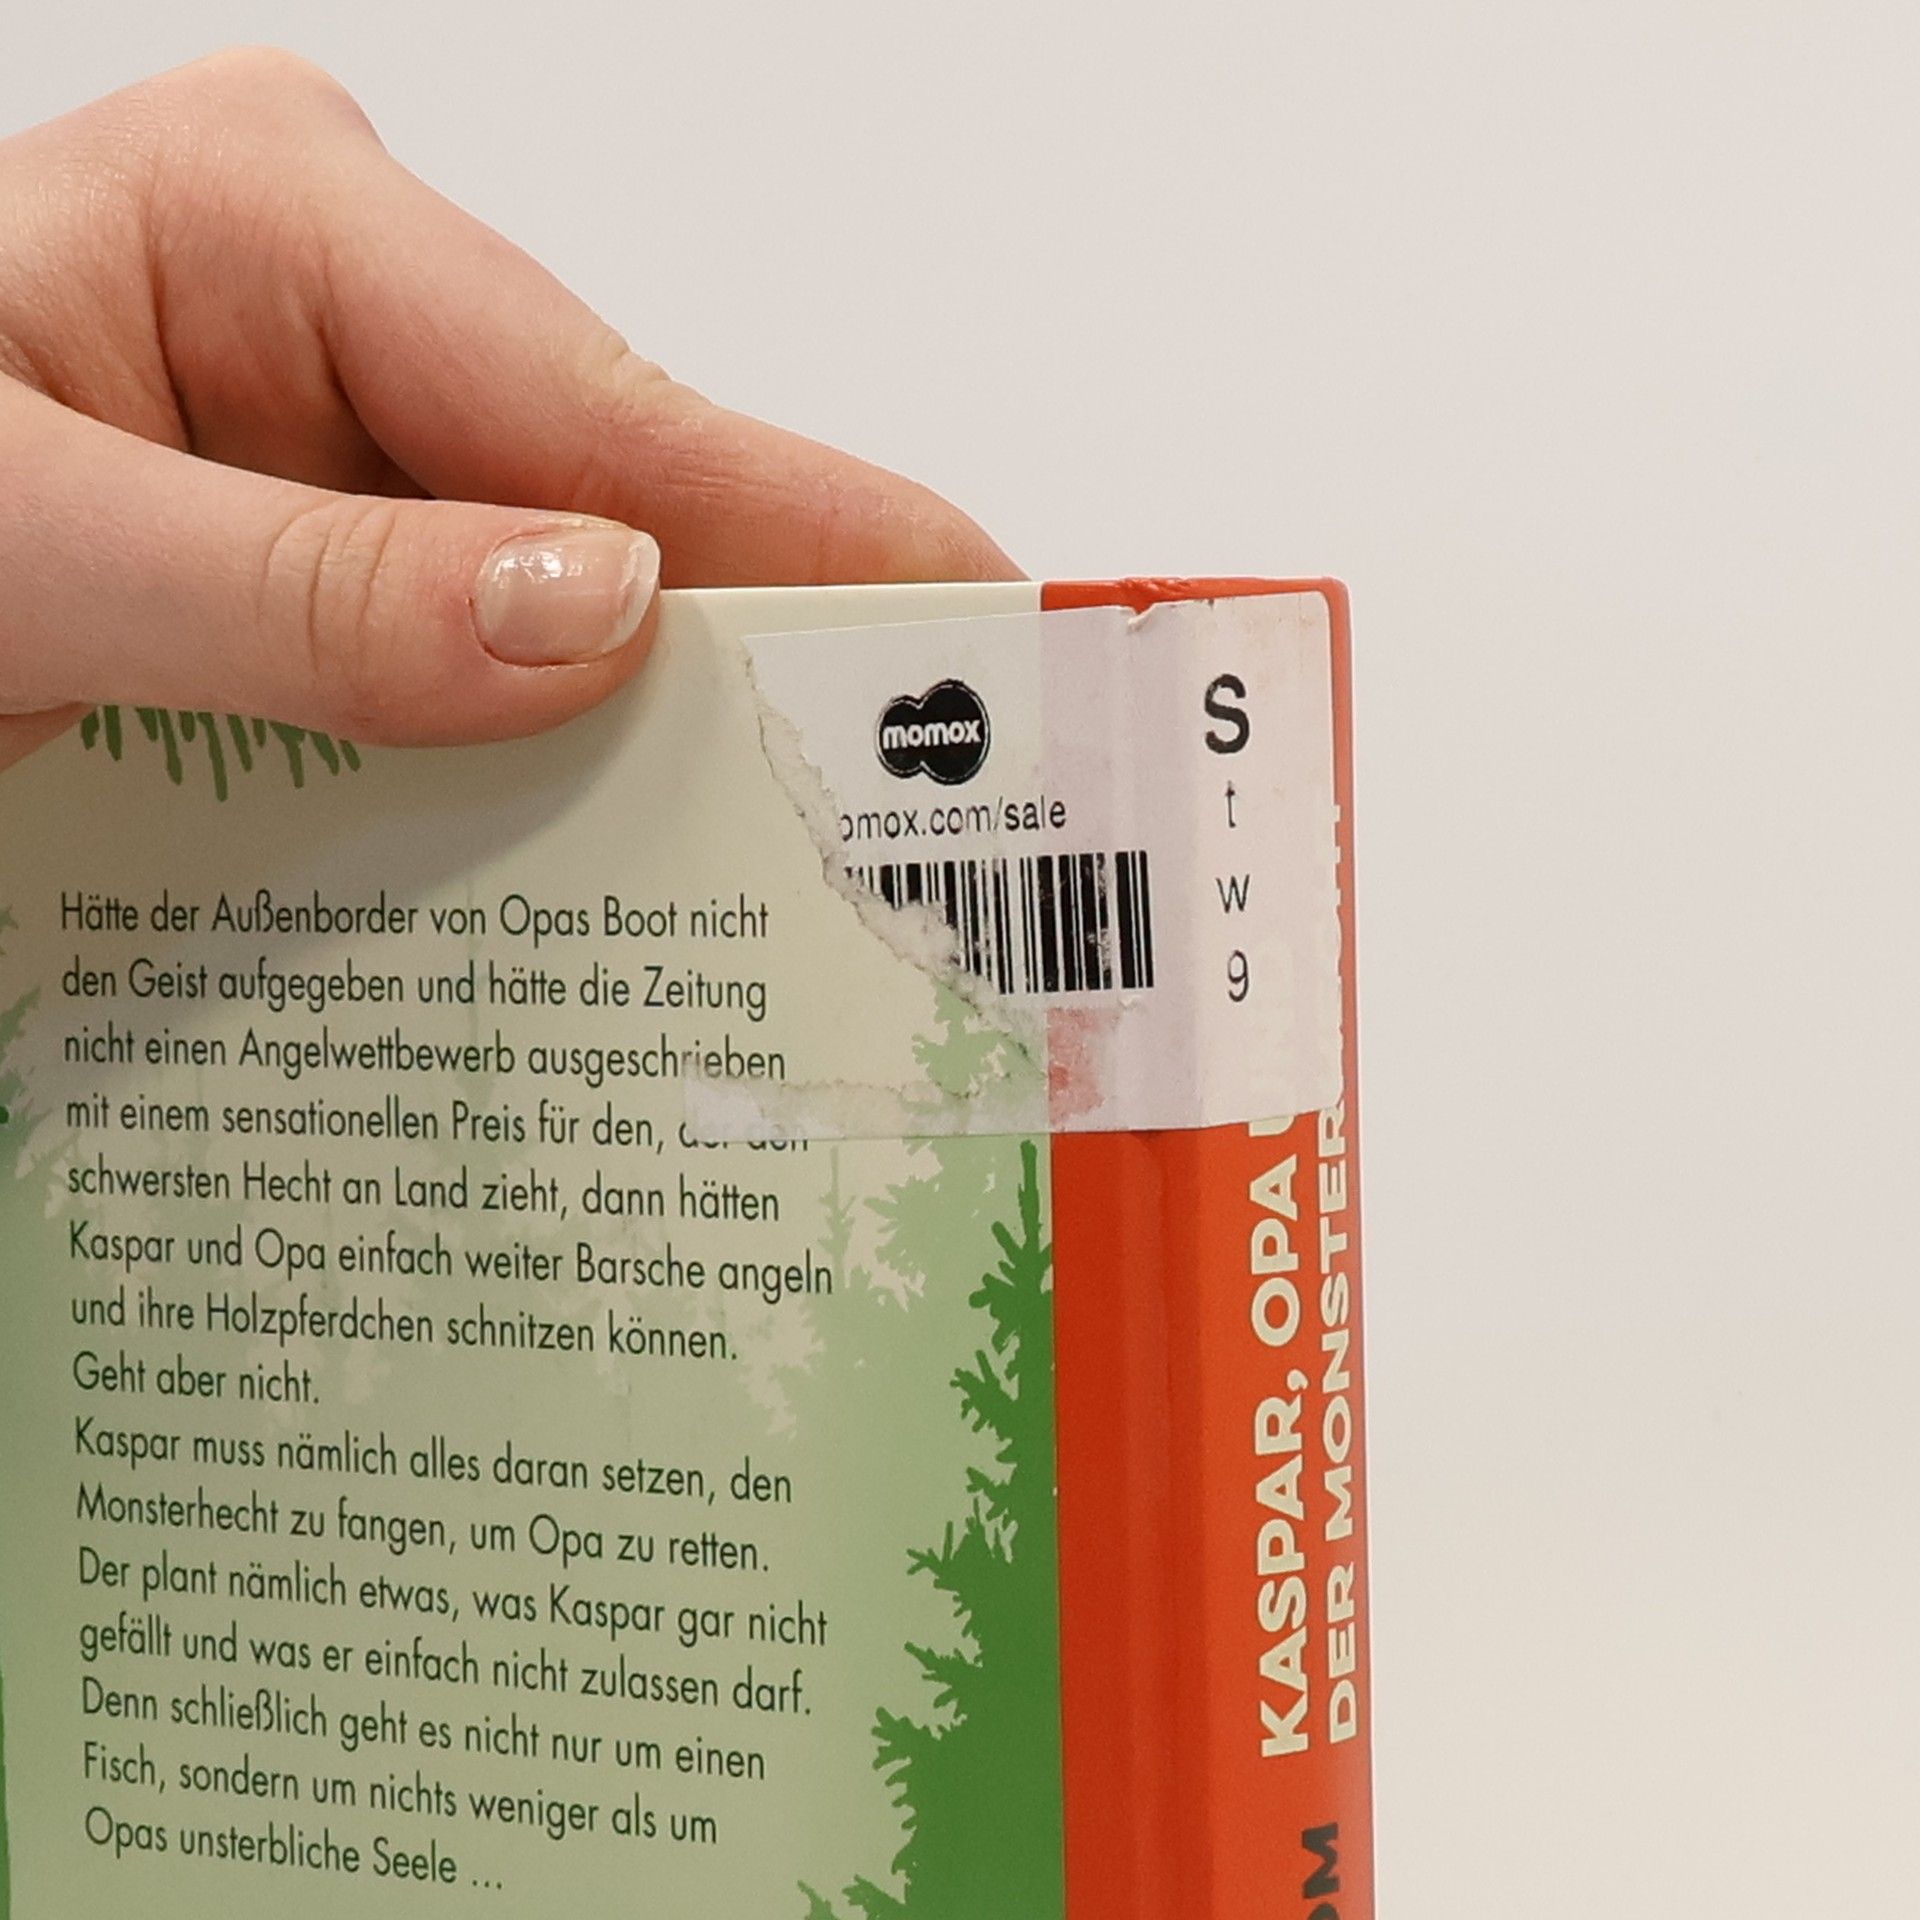 momox
omox.com/sale
S
t
w
9
Hätte der Außenborder von Opas Boot nicht
den Geist aufgegeben und hätte die Zeitung
nicht einen Angelwettbewerb ausgeschrieben
mit einem sensationellen Preis für den, der den
schwersten Hecht an Land zieht, dann hätten
Kaspar und Opa einfach weiter Barsche angeln
und ihre Holzpferdchen schnitzen können.
Geht aber nicht.
Kaspar muss nämlich alles daran setzen, den
Monsterhecht zu fangen, um Opa zu retten.
Der plant nämlich etwas, was Kaspar gar nicht
gefällt und was er einfach nicht zulassen darf.
Denn schließlich geht es nicht nur um einen
Fisch, sondern um nichts weniger als um
Opas unsterbliche Seele ...
KASPAR, OPA
DER MONSTER